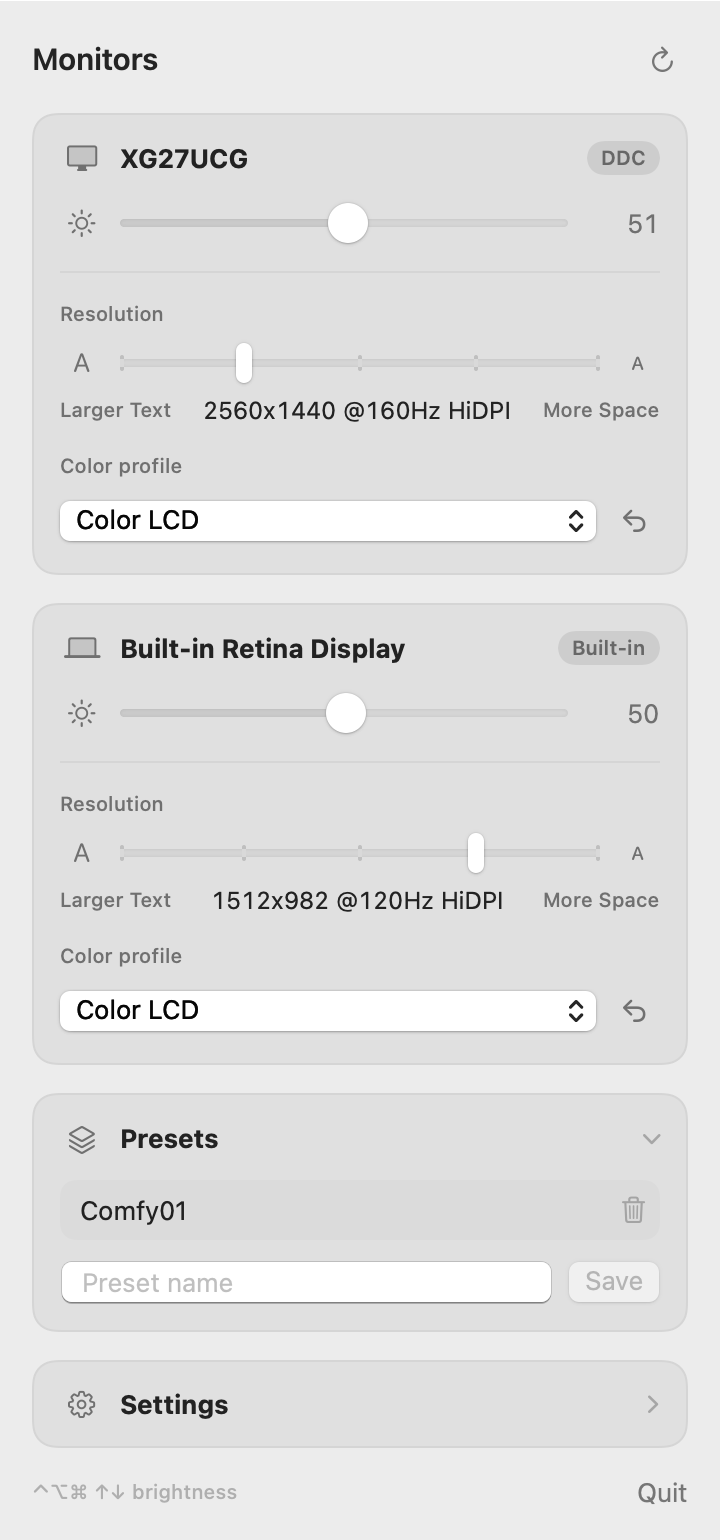 Monitors
XG27UCG
DDC
51
Resolution
A
A
Larger Text
2560x1440 @160Hz HiDPI
More Space
Color profile
Color LCD
Built-in Retina Display
Built-in
50
Resolution
A
A
Larger Text
1512x982 @120Hz HiDPI
More Space
Color profile
Color LCD
Presets
Comfy01
Preset name
Save
Settings
⌃⌥⌘ ↑↓ brightness
Quit